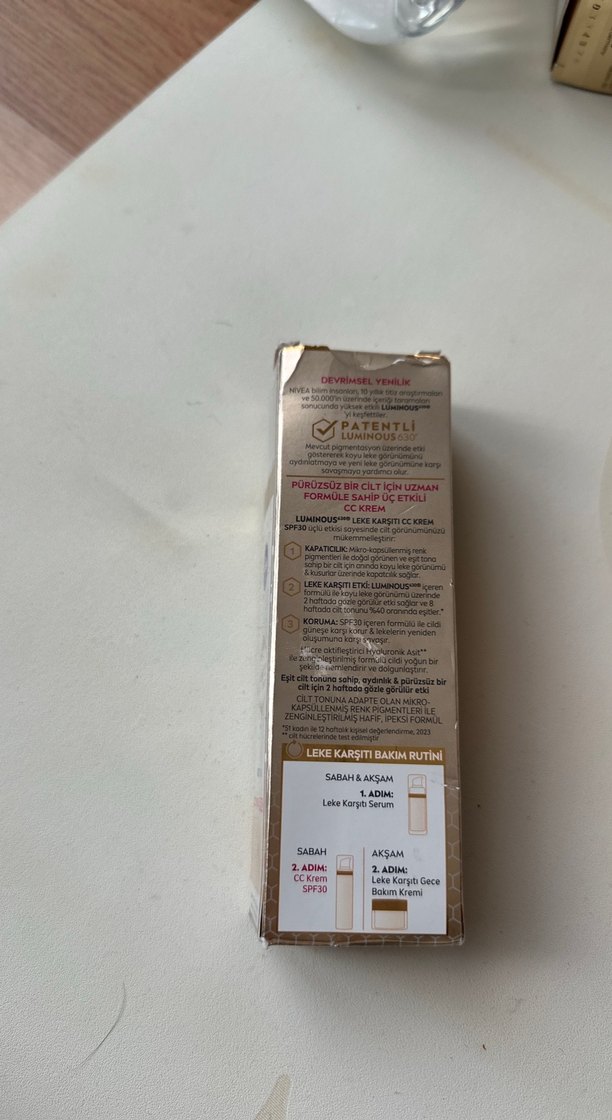 DEVRİMSEL YENİLİK
NIVEA bilim insanları, 10 yıllık titiz araştırmaları
ve 50.000'in üzerinde içeriği taramaları
sonucunda yüksek etkili LUMINOUS630®
'yi keşfettiler.
PATENTLİ
LUMINOUS630®
Mevcut pigmentasyon üzerinde etki
göstererek koyu leke görünümünü
aydınlatmaya ve yeni leke görünümüne karşı
savaşmaya yardımcı olur.
PÜRÜZSÜZ BİR CİLT İÇİN UZMAN
FORMÜLE SAHİP ÜÇ ETKİLİ
CC KREM
LUMINOUS630® LEKE KARŞITI CC KREM
SPF30 üçlü etkisi sayesinde cilt görünümünüzü
mükemmelleştirir:
1 KAPATICILIK: Mikro-kapsüllenmiş renk
pigmentleri ile doğal görünen ve eşit tona
sahip bir cilt için anında koyu leke görünümü
& kusurlar üzerinde kapatıcılık sağlar.
2 LEKE KARŞITI ETKİ: LUMINOUS630® içeren
formülü ile koyu leke görünümü üzerinde
2 haftada gözle görülür etki sağlar ve 8
haftada cilt tonunu %40 oranında eşitler.*
3 KORUMA: SPF30 içeren formülü ile cildi
güneşe karşı korur & lekelerin yeniden
oluşumuna karşı savaşır.
Hücre aktifleştirici Hyaluronik Asit**
ile zenginleştirilmiş formülü cildi yoğun bir
şekilde nemlendirir ve dolgunlaştırır.
Eşit cilt tonuna sahip, aydınlık & pürüzsüz bir
cilt için 2 haftada gözle görülür etki
CİLT TONUNA ADAPTE OLAN MİKRO-
KAPSÜLLENMİŞ RENK PİGMENTLERİ İLE
ZENGİNLEŞTİRİLMİŞ HAFİF, İPEKSİ FORMÜL
*51 kadın ile 12 haftalık kişisel değerlendirme, 2023
** cilt hücrelerinde test edilmiştir
LEKE KARŞITI BAKIM RUTİNİ
SABAH & AKŞAM
1. ADIM:
Leke Karşıtı Serum
SABAH
2. ADIM:
CC Krem
SPF30
AKŞAM
2. ADIM:
Leke Karşıtı Gece
Bakım Kremi